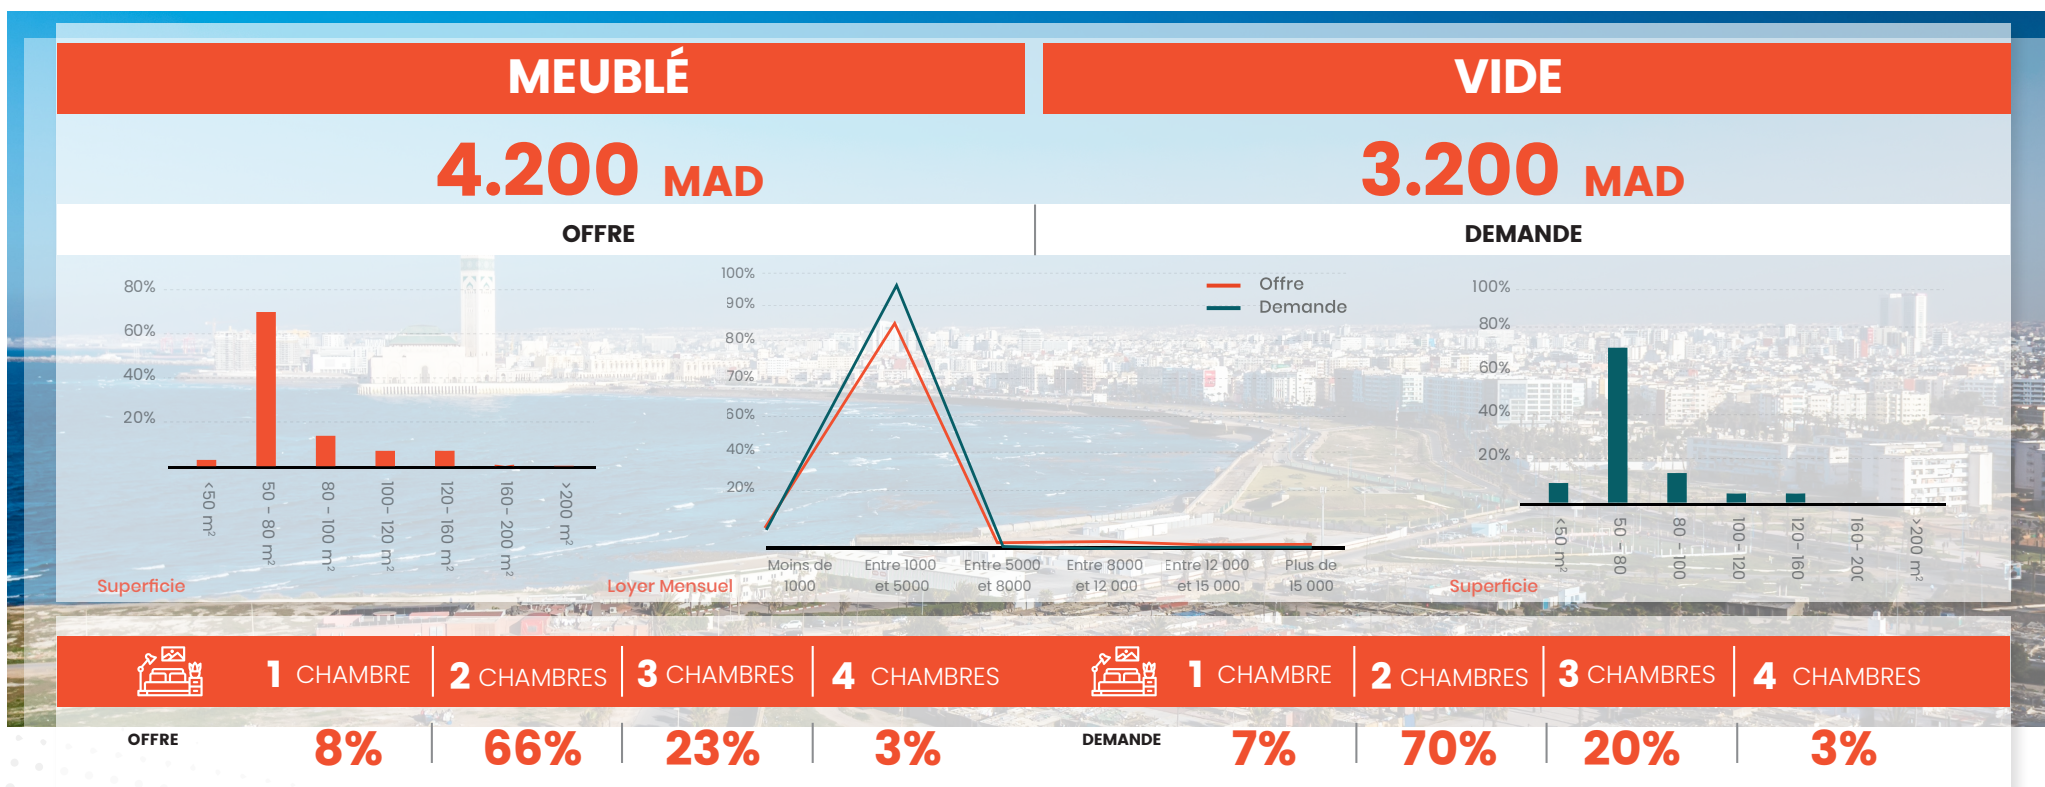 MEUBLÉ
VIDE
4.200 MAD
3.200 MAD
OFFRE
DEMANDE
80%
60%
40%
20%
<50 m²
50 - 80 m²
80 - 100 m²
100- 120 m²
120- 160 m²
160- 200 m²
>200 m²
Superficie
100%
90%
80%
70%
60%
40%
20%
Offre
Demande
Moins de 1000
Entre 1000 et 5000
Entre 5000 et 8000
Entre 8000 et 12 000
Entre 12 000 et 15 000
Plus de 15 000
Loyer Mensuel
100%
80%
60%
40%
20%
<50 m²
50 - 80
80 - 100
100- 120
120- 160
160- 200
>200 m²
Superficie
1 CHAMBRE
2 CHAMBRES
3 CHAMBRES
4 CHAMBRES
1 CHAMBRE
2 CHAMBRES
3 CHAMBRES
4 CHAMBRES
OFFRE
8%
66%
23%
3%
DEMANDE
7%
70%
20%
3%